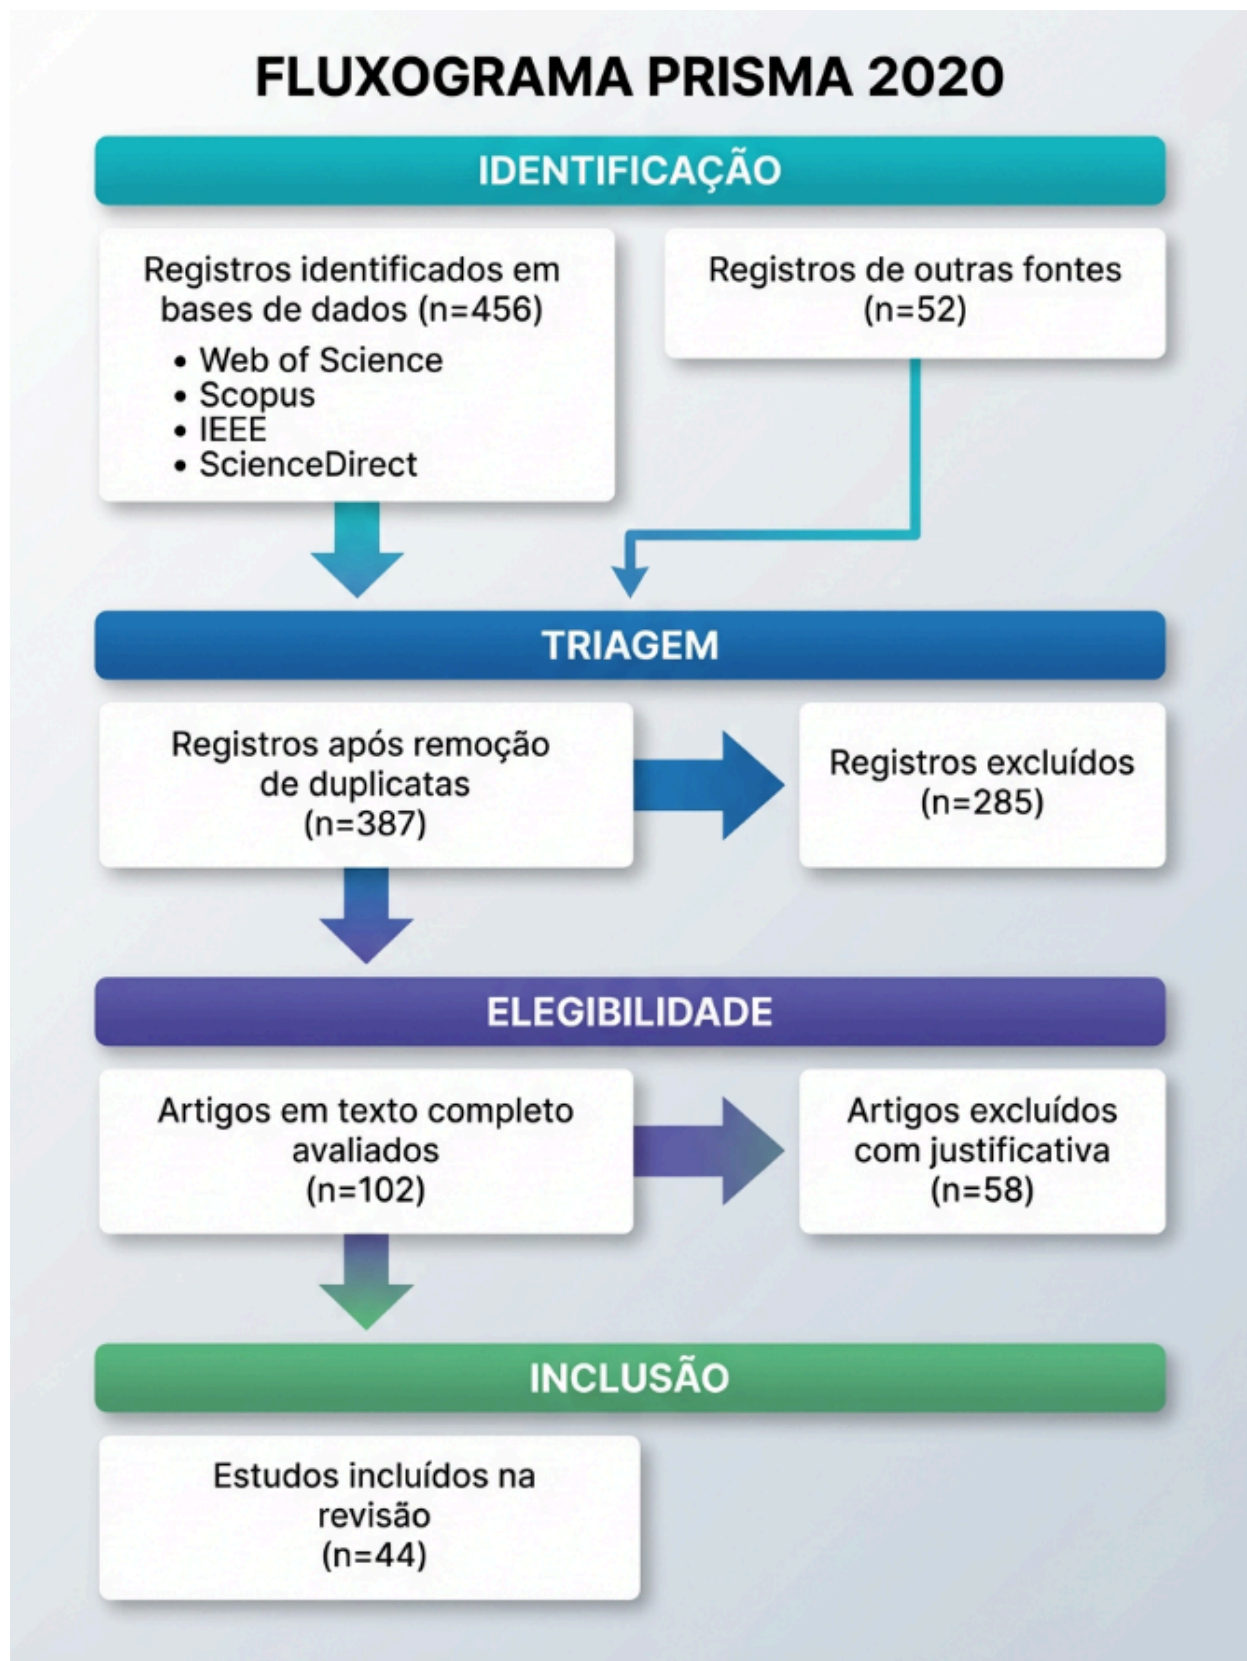 FLUXOGRAMA PRISMA 2020
IDENTIFICAÇÃO
Registros identificados em
bases de dados (n=456)
• Web of Science
• Scopus
• IEEE
• ScienceDirect
Registros de outras fontes
(n=52)
TRIAGEM
Registros após remoção
de duplicatas
(n=387)
Registros excluídos
(n=285)
ELEGIBILIDADE
Artigos em texto completo
avaliados
(n=102)
Artigos excluídos
com justificativa
(n=58)
INCLUSÃO
Estudos incluídos na
revisão
(n=44)